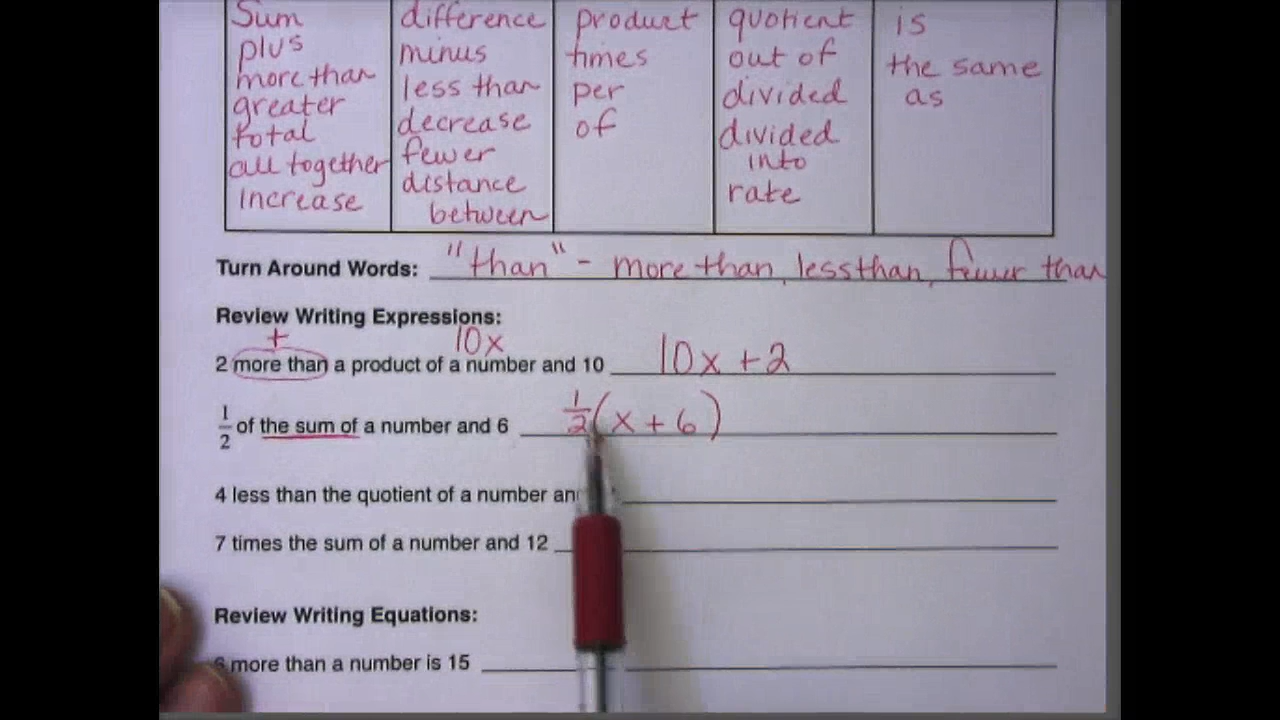 Sum
plus
more than
greater
total
all together
increase
difference
minus
less than
decrease
fewer
distance
between
product
times
per
of
quotient
out of
divided
divided
into
rate
is
the same
as
Turn Around Words: "than" - more than, less than, fewer than
Review Writing Expressions:
+ 10x
2 more than a product of a number and 10 10x + 2
1/2 of the sum of a number and 6 1/2(x + 6)
4 less than the quotient of a number
7 times the sum of a number and 12
Review Writing Equations:
6 more than a number is 15